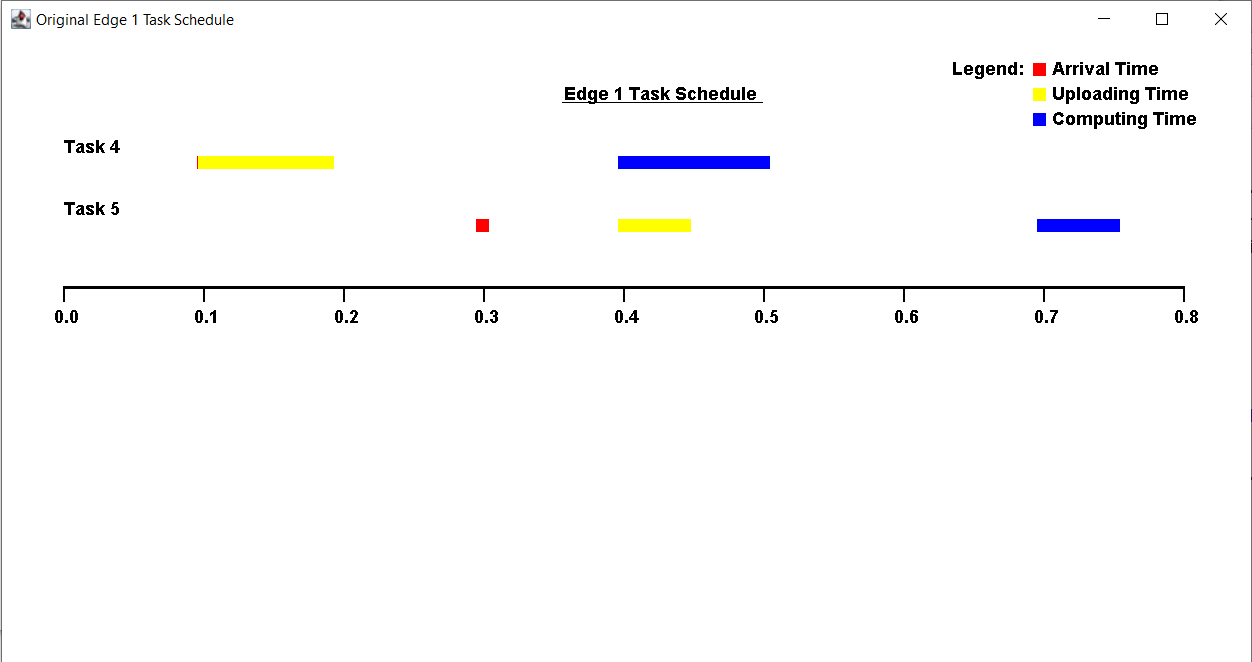 Original Edge 1 Task Schedule
Legend: Arrival Time
Edge 1 Task Schedule
Uploading Time
Computing Time
Task 4
Task 5
0.0 0.1 0.2 0.3 0.4 0.5 0.6 0.7 0.8